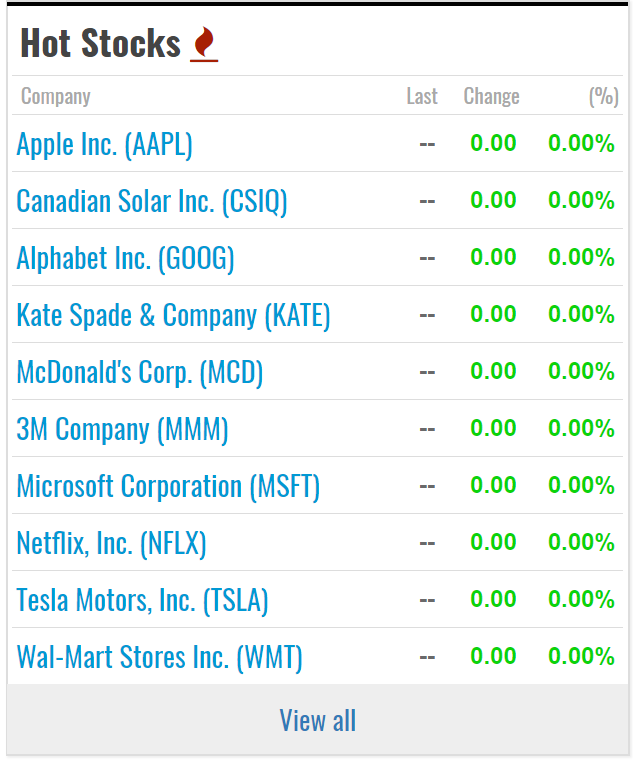 Hot Stocks
Company Last Change (%)
Apple Inc. (AAPL) -- 0.00 0.00%
Canadian Solar Inc. (CSIQ) -- 0.00 0.00%
Alphabet Inc. (GOOG) -- 0.00 0.00%
Kate Spade & Company (KATE) -- 0.00 0.00%
McDonald's Corp. (MCD) -- 0.00 0.00%
3M Company (MMM) -- 0.00 0.00%
Microsoft Corporation (MSFT) -- 0.00 0.00%
Netflix, Inc. (NFLX) -- 0.00 0.00%
Tesla Motors, Inc. (TSLA) -- 0.00 0.00%
Wal-Mart Stores Inc. (WMT) -- 0.00 0.00%
View all